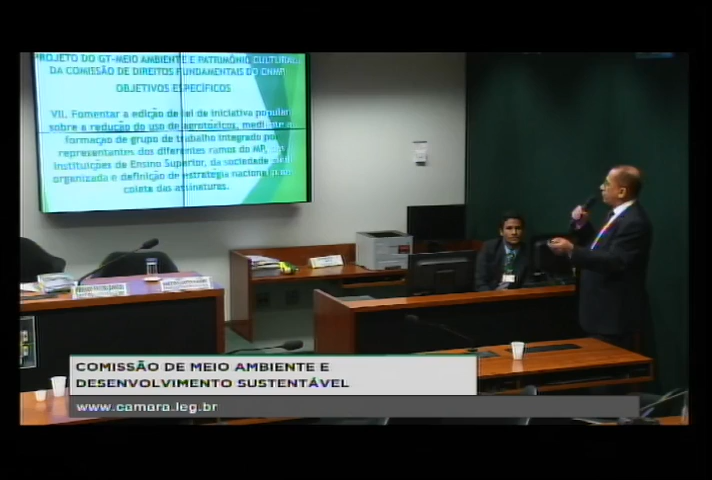 PROJETO DO GT-MEIO AMBIENTE E PATRIMÔNIO CULTURAL,
DA COMISSÃO DE DIREITOS FUNDAMENTAIS DO CNMP
OBJETIVOS ESPECÍFICOS
VII. Fomentar a edição de lei de iniciativa popular
sobre a redução do uso de agrotóxicos, mediante a
formação de grupo de trabalho integrado por
representantes dos diferentes ramos do MP, das
Instituições de Ensino Superior, da sociedade civil
organizada e definição de estratégia nacional para
coleta das assinaturas.
COMISSÃO DE MEIO AMBIENTE E
DESENVOLVIMENTO SUSTENTÁVEL
www.camara.leg.br